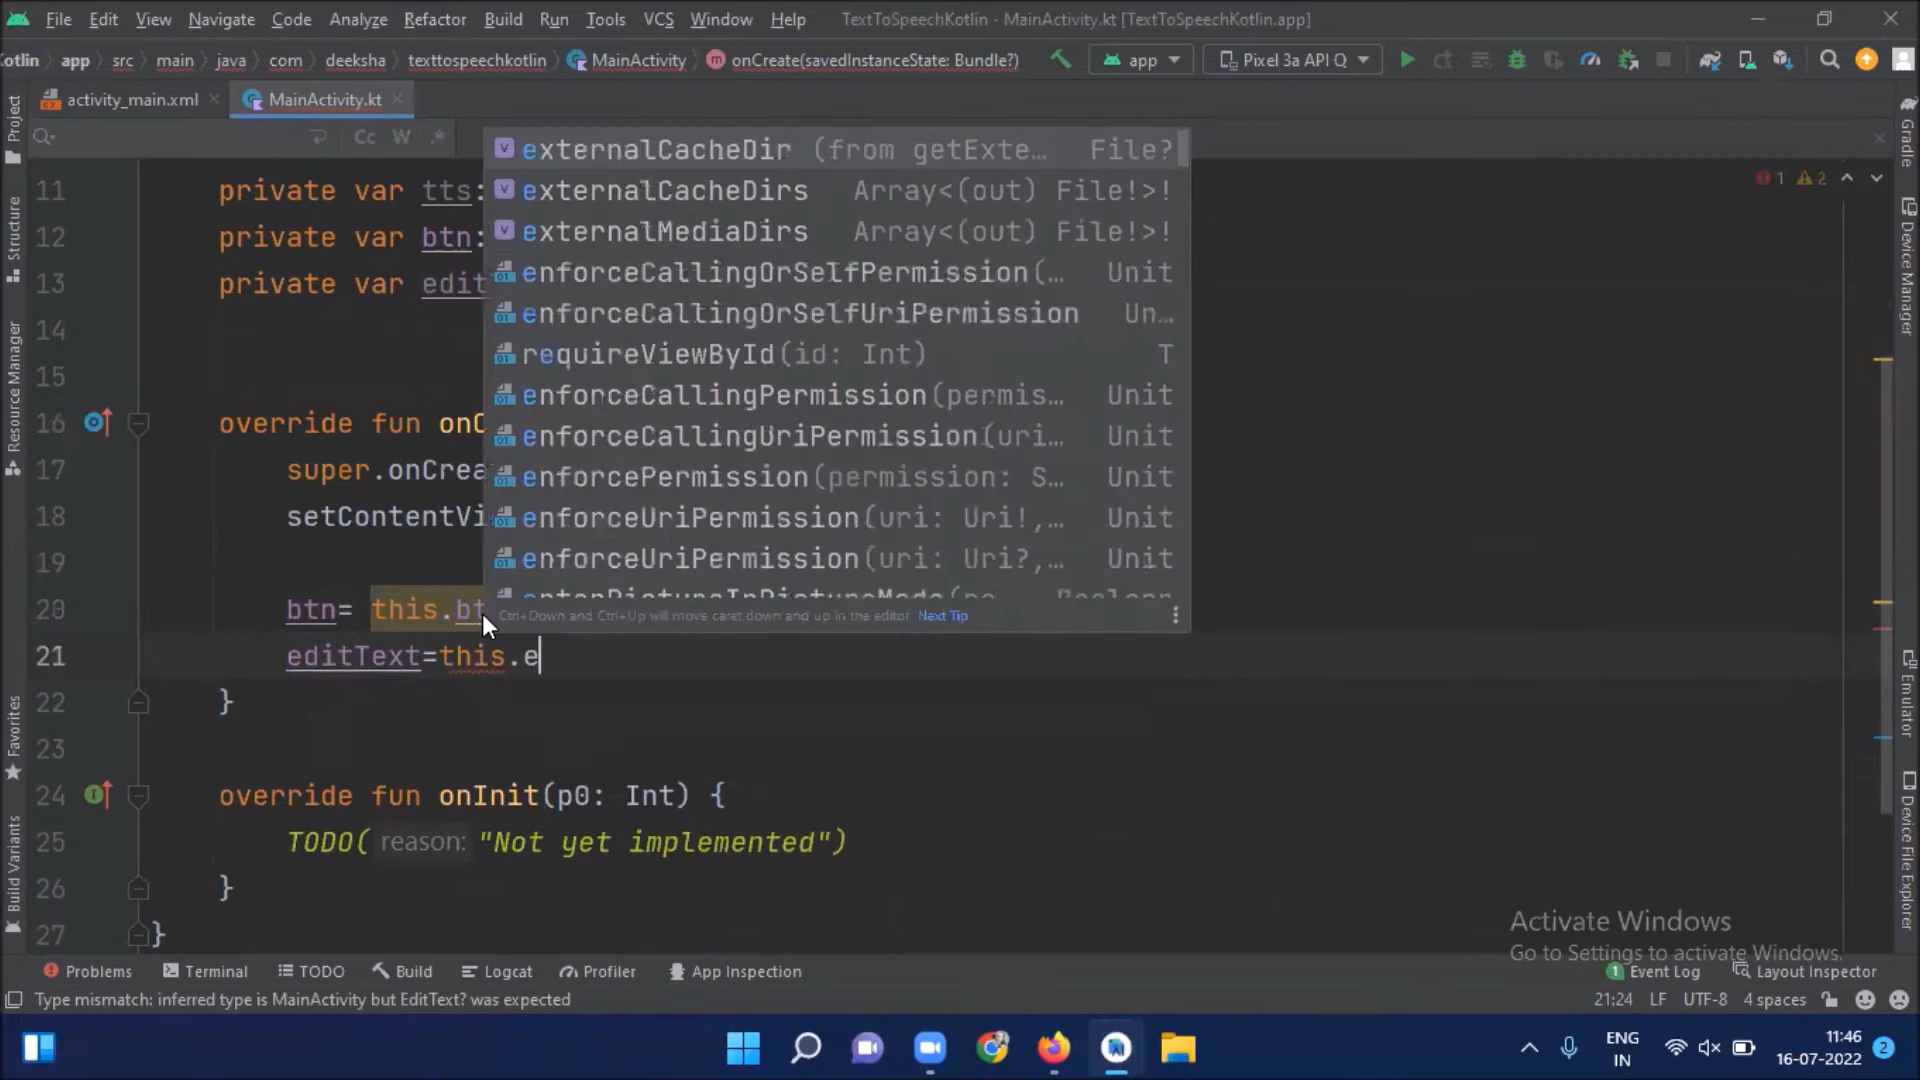 File Edit View Navigate Code Analyze Refactor Build Run Tools VCS Window Help TextToSpeechKotlin - MainActivity.kt [TextToSpeechKotlin.app]
otlin app src main java com deeksha texttospeechkotlin MainActivity onCreate(savedInstanceState: Bundle?) app Pixel 3a API Q
activity_main.xml MainActivity.kt
Cc W .*
externalCacheDir (from getExte... File?
externalCacheDirs Array<(out) File!>!
externalMediaDirs Array<(out) File!>!
enforceCallingOrSelfPermission(... Unit
enforceCallingOrSelfUriPermission Un...
requireViewById(id: Int) T
enforceCallingPermission(permis... Unit
enforceCallingUriPermission(uri... Unit
enforcePermission(permission: S... Unit
enforceUriPermission(uri: Uri!,... Unit
enforceUriPermission(uri: Uri?,... Unit
Ctrl+Down and Ctrl+Up will move caret down and up in the editor Next Tip
1 2
11 private var tts:
12 private var btn:
13 private var edit
14
15
16 override fun onC
17 super.onCrea
18 setContentVi
19
20 btn= this.bt
21 editText=this.e
22 }
23
24 override fun onInit(p0: Int) {
25 TODO( reason: "Not yet implemented")
26 }
27 }
Project
Structure
Resource Manager
Favorites
Build Variants
Gradle
Device Manager
Emulator
Device File Explorer
Activate Windows
Go to Settings to activate Windows.
Problems Terminal TODO Build Logcat Profiler App Inspection 1 Event Log Layout Inspector
Type mismatch: inferred type is MainActivity but EditText? was expected 21:24 LF UTF-8 4 spaces
ENG
IN
11:46
16-07-2022
2